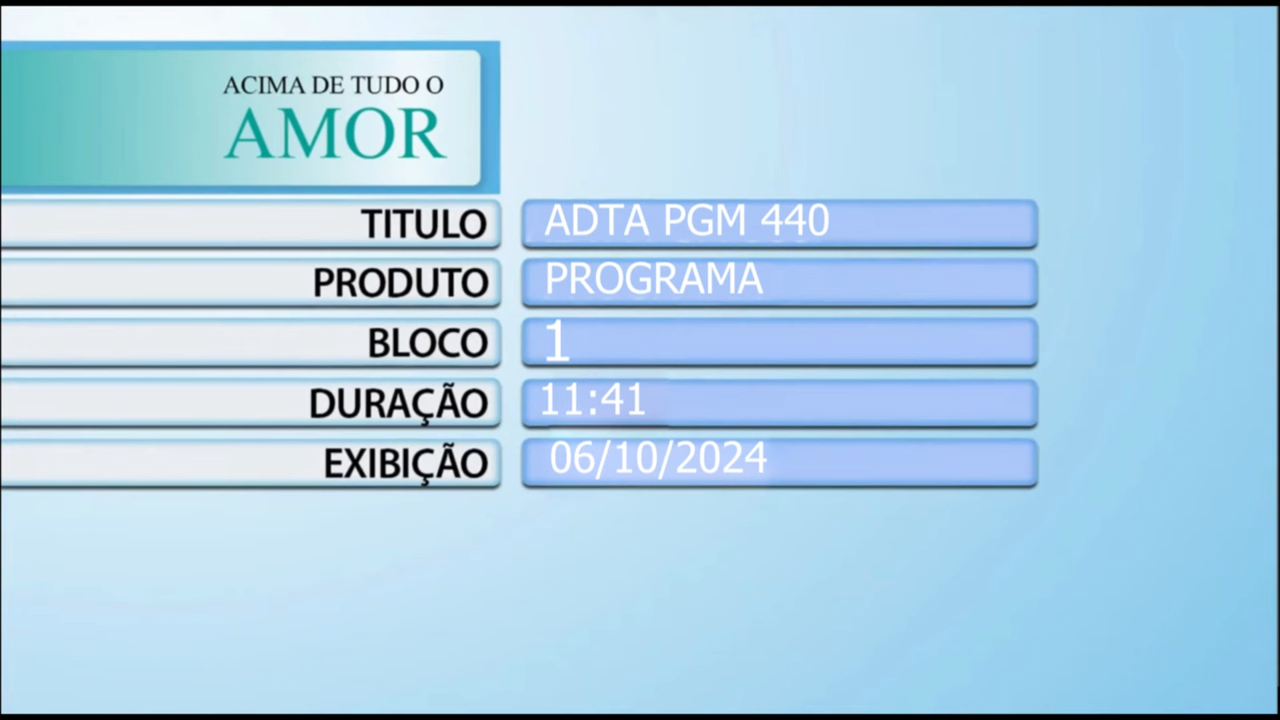 ACIMA DE TUDO O
AMOR
TITULO ADTA PGM 440
PRODUTO PROGRAMA
BLOCO 1
DURAÇÃO 11:41
EXIBIÇÃO 06/10/2024